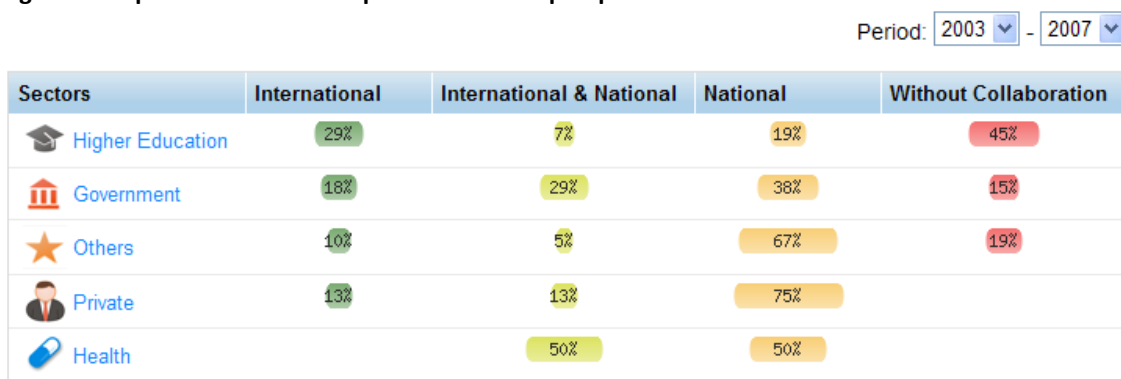 Period: 2003 - 2007
Sectors International International & National National Without Collaboration
Higher Education 29% 7% 19% 45%
Government 18% 29% 38% 15%
Others 10% 5% 67% 19%
Private 13% 13% 75%
Health 50% 50%